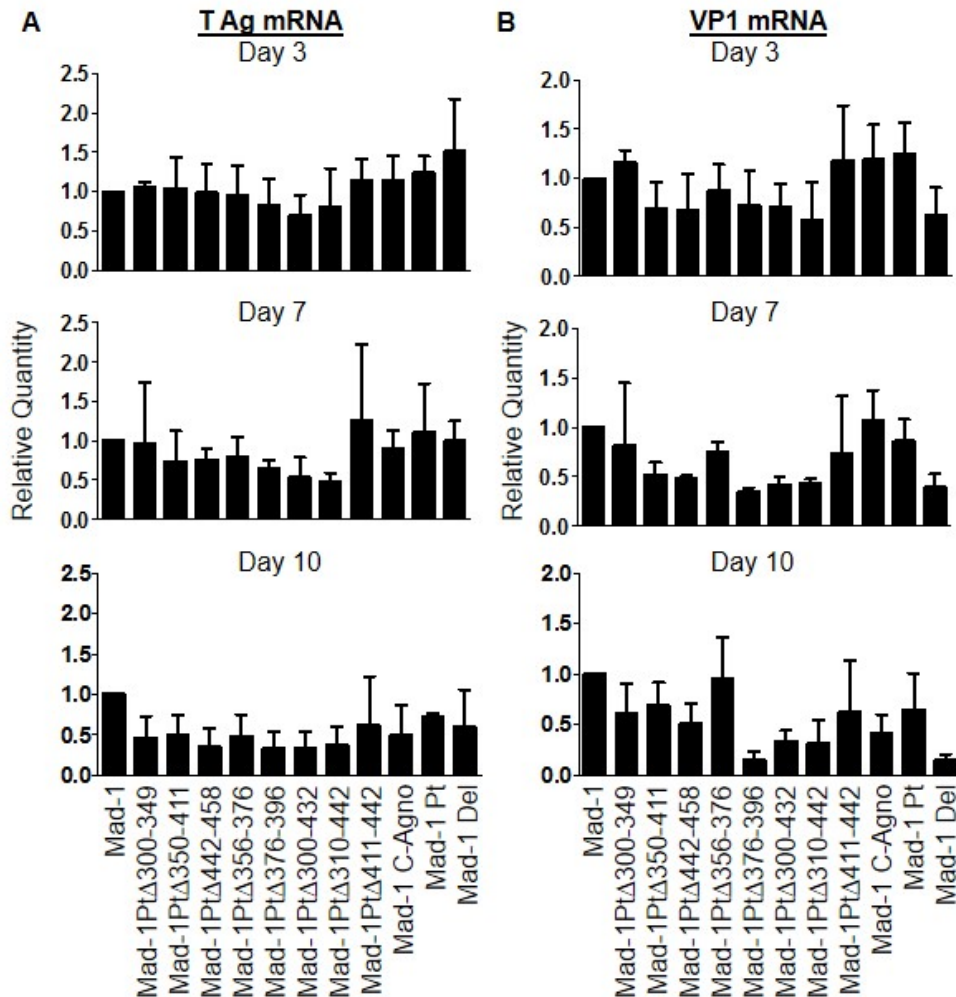 A
T Ag mRNA
Day 3
2.5
2.0
1.5
1.0
0.5
0.0
Day 7
2.5
2.0
1.5
1.0
0.5
0.0
Day 10
2.5
2.0
1.5
1.0
0.5
0.0
Relative Quantity
Mad-1
Mad-1PtΔ300-349
Mad-1PtΔ350-411
Mad-1PtΔ442-458
Mad-1PtΔ356-376
Mad-1PtΔ376-396
Mad-1PtΔ300-432
Mad-1PtΔ310-442
Mad-1PtΔ411-442
Mad-1 C-Agno
Mad-1 Pt
Mad-1 Del
B
VP1 mRNA
Day 3
2.0
1.5
1.0
0.5
0.0
Day 7
2.0
1.5
1.0
0.5
0.0
Day 10
2.0
1.5
1.0
0.5
0.0
Relative Quantity
Mad-1
Mad-1PtΔ300-349
Mad-1PtΔ350-411
Mad-1PtΔ442-458
Mad-1PtΔ356-376
Mad-1PtΔ376-396
Mad-1PtΔ300-432
Mad-1PtΔ310-442
Mad-1PtΔ411-442
Mad-1 C-Agno
Mad-1 Pt
Mad-1 Del